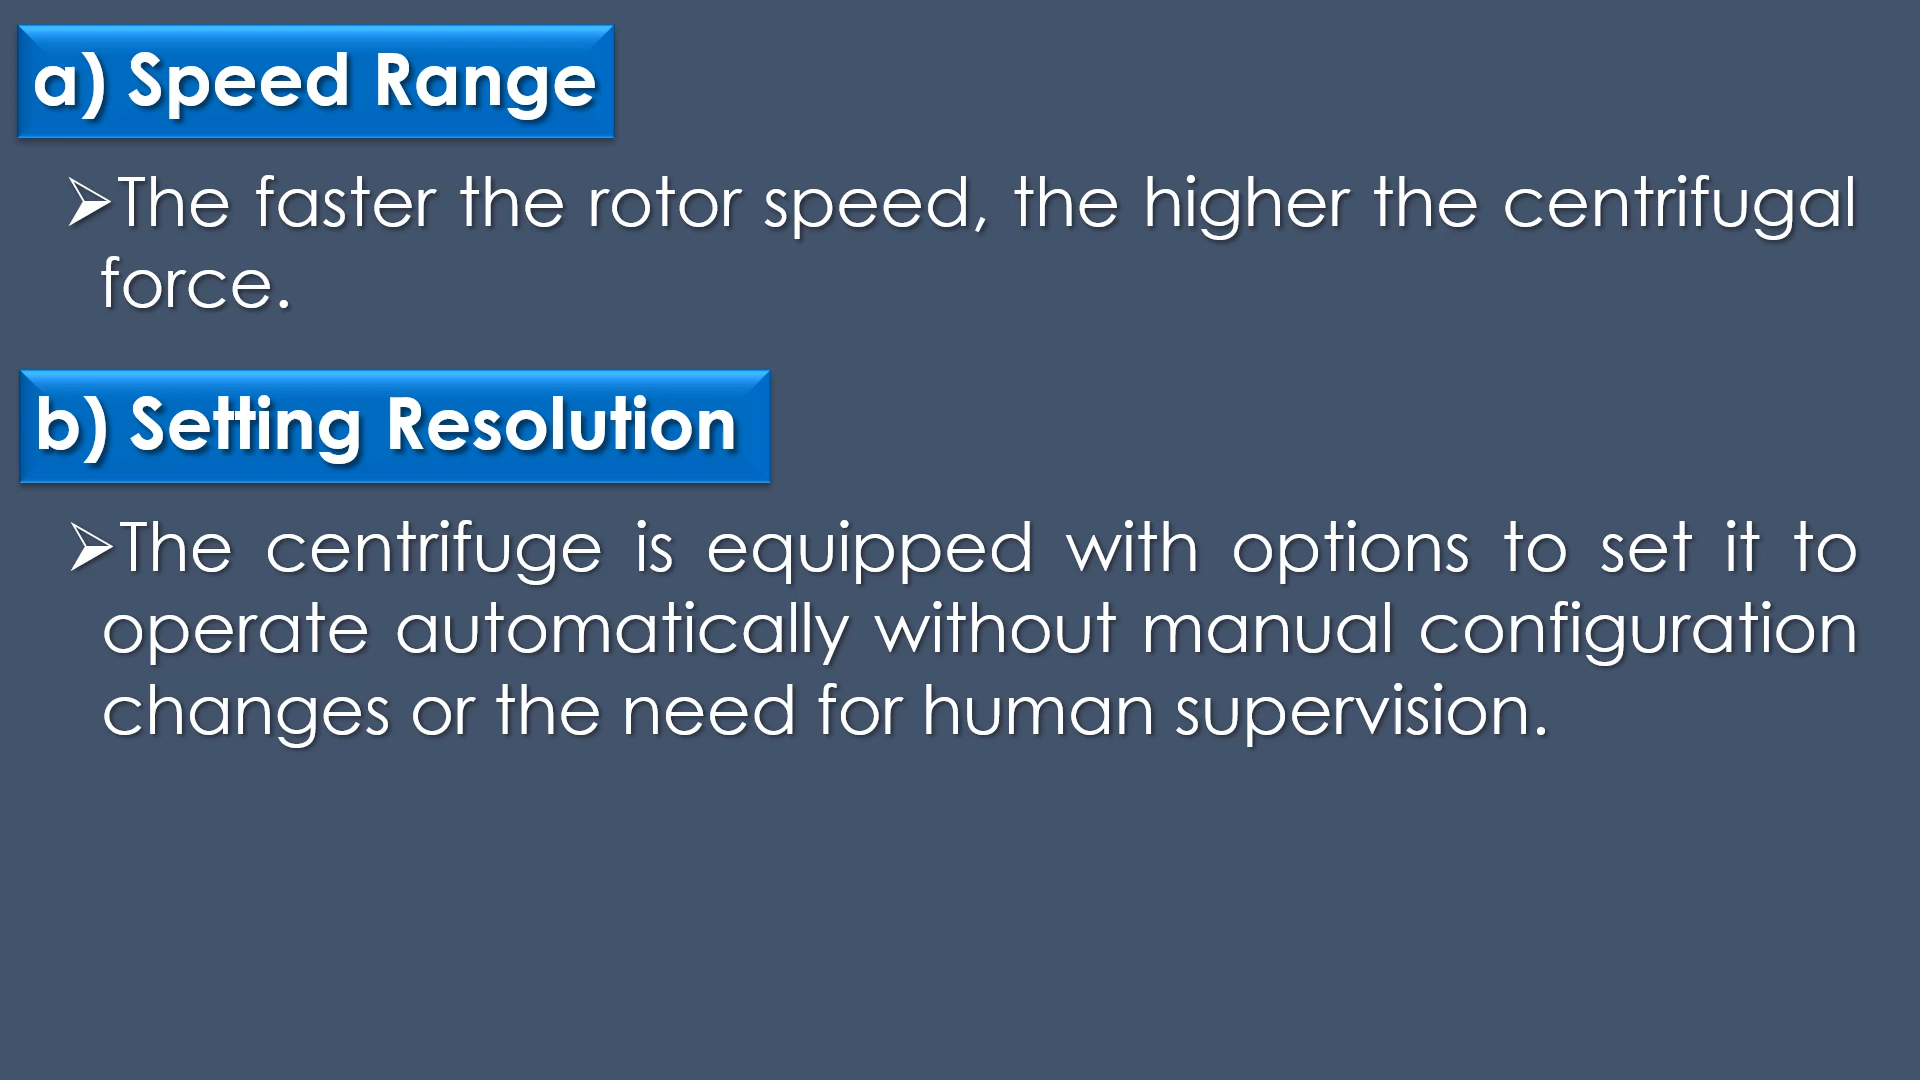 a) Speed Range
➢The faster the rotor speed, the higher the centrifugal
force.
b) Setting Resolution
➢The centrifuge is equipped with options to set it to
operate automatically without manual configuration
changes or the need for human supervision.